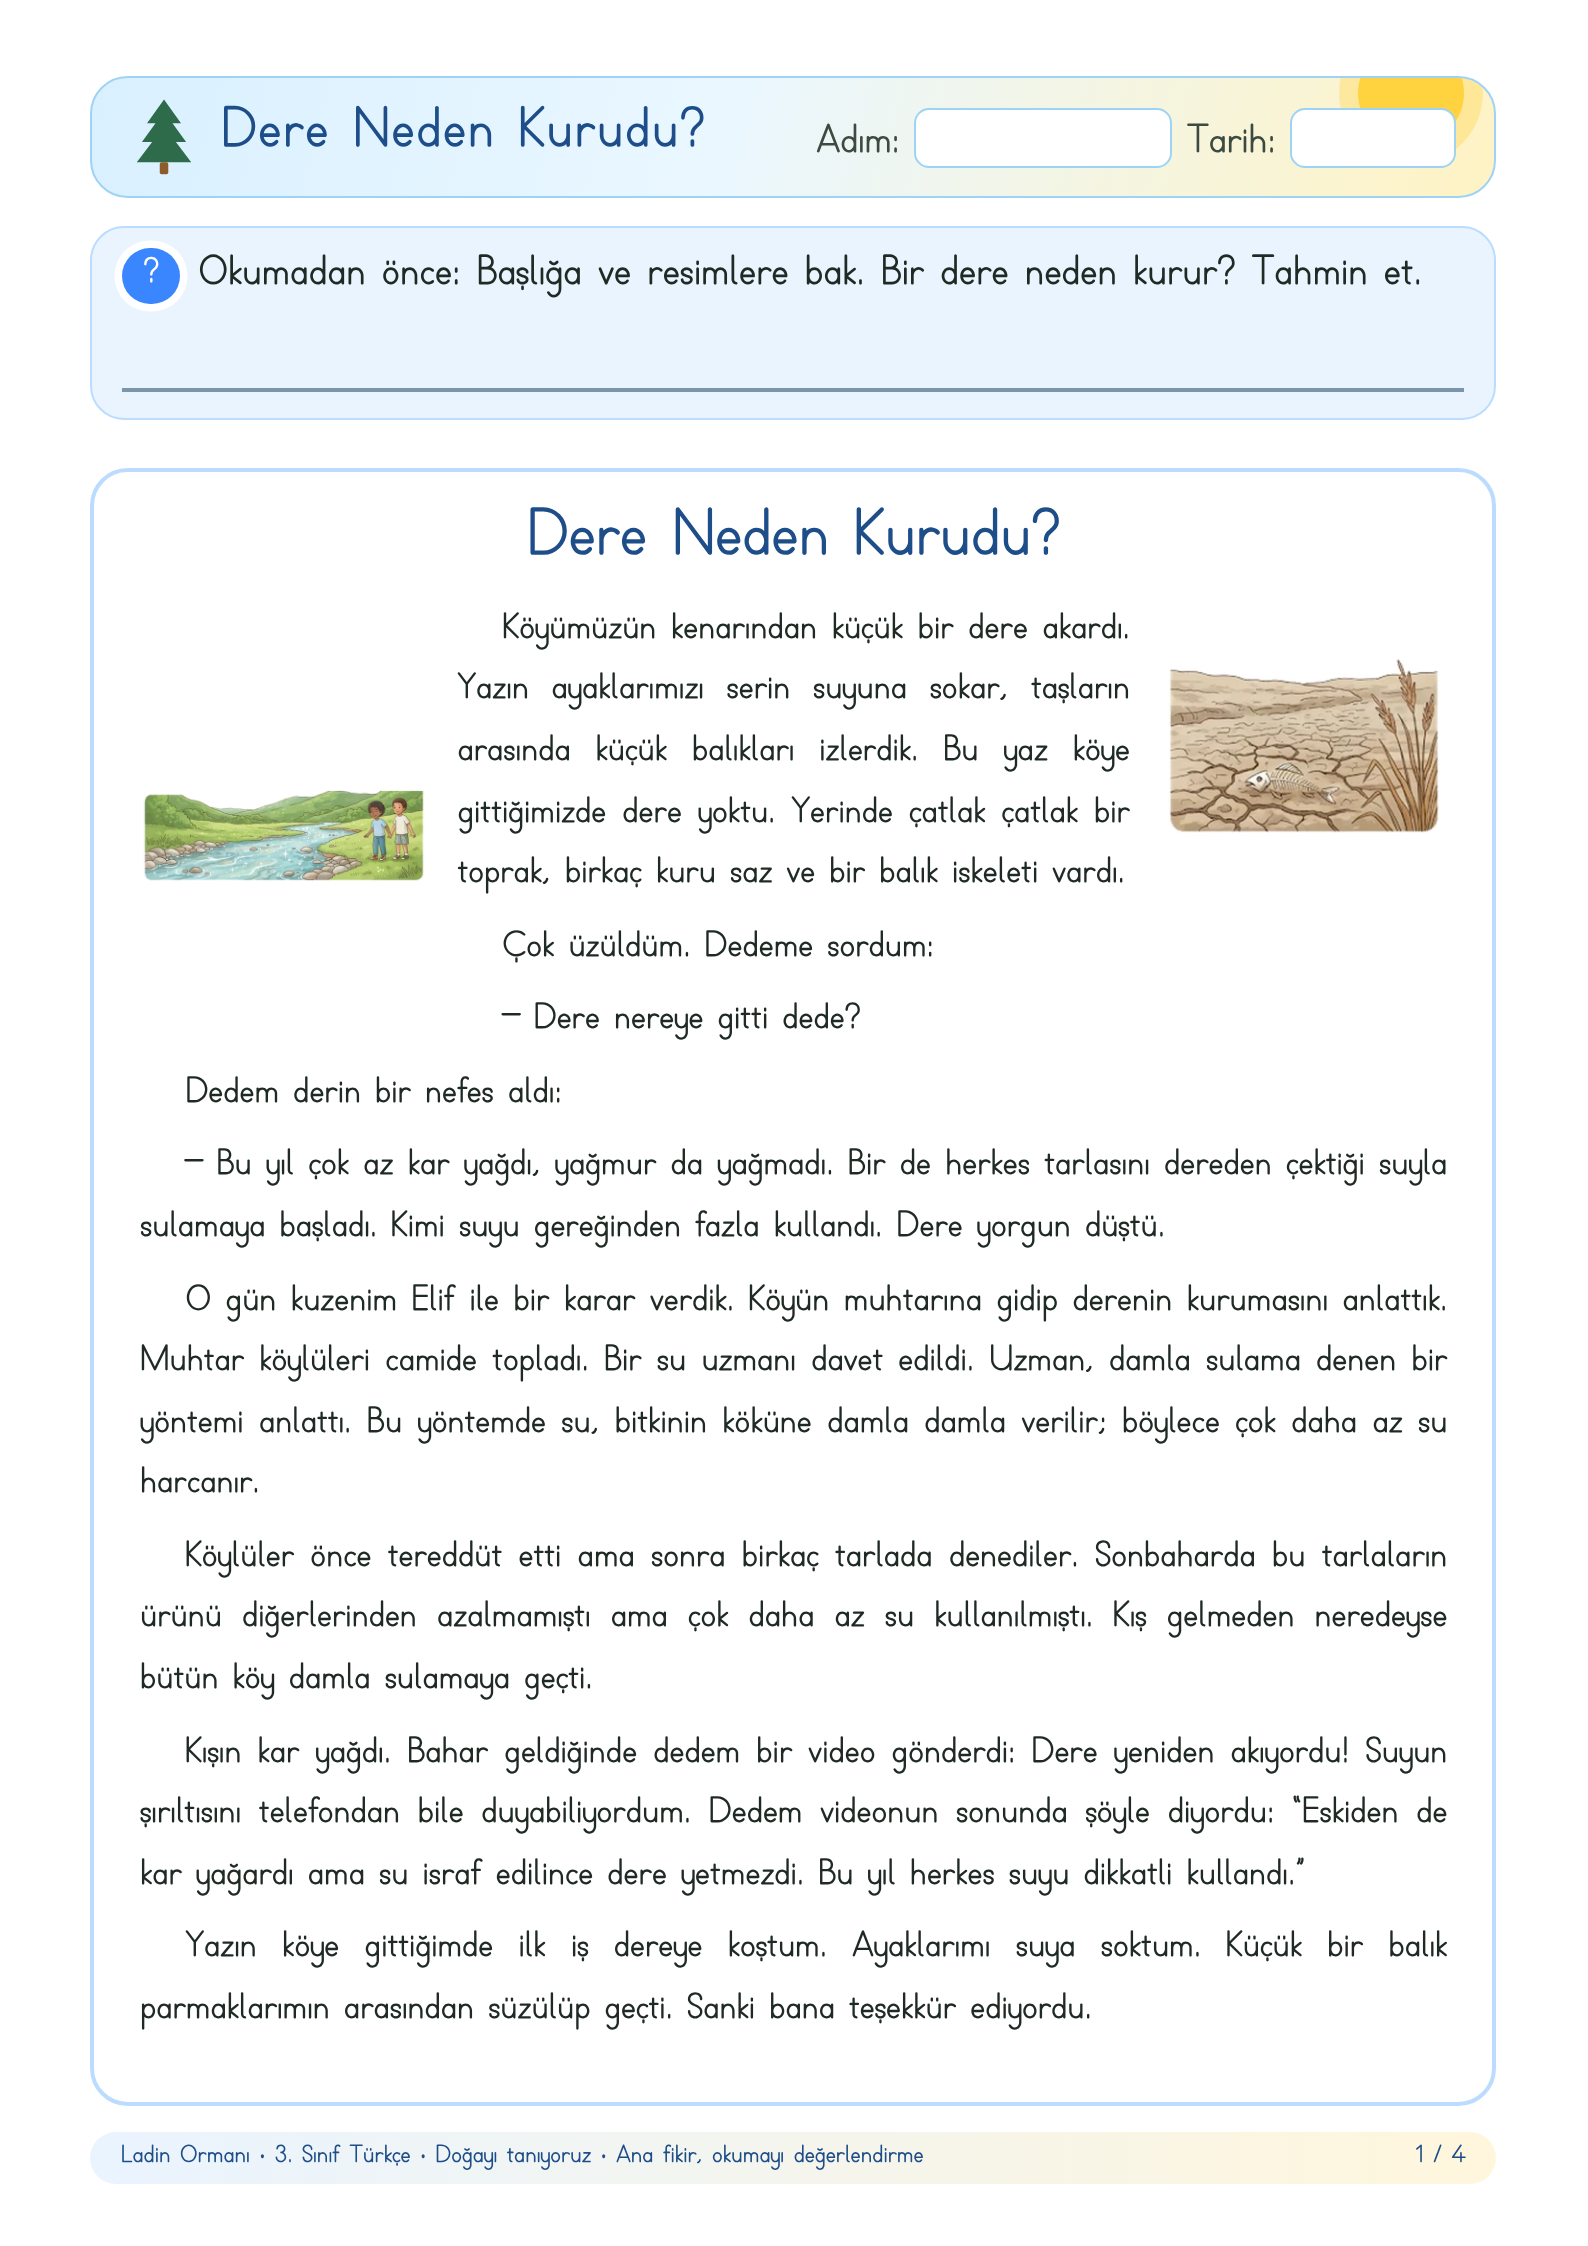 Dere Neden Kurudu?
Adım:
Tarih:
?
Okumadan önce: Başlığa ve resimlere bak. Bir dere neden kurur? Tahmin et.
Dere Neden Kurudu?
Köyümüzün kenarından küçük bir dere akardı.
Yazın ayaklarımızı serin suyuna sokar, taşların
arasında küçük balıkları izlerdik. Bu yaz köye
gittiğimizde dere yoktu. Yerinde çatlak çatlak bir
toprak, birkaç kuru saz ve bir balık iskeleti vardı.
Çok üzüldüm. Dedeme sordum:
– Dere nereye gitti dede?
Dedem derin bir nefes aldı:
– Bu yıl çok az kar yağdı, yağmur da yağmadı. Bir de herkes tarlasını dereden çektiği suyla
sulamaya başladı. Kimi suyu gereğinden fazla kullandı. Dere yorgun düştü.
O gün kuzenim Elif ile bir karar verdik. Köyün muhtarına gidip derenin kurumasını anlattık.
Muhtar köylüleri camide topladı. Bir su uzmanı davet edildi. Uzman, damla sulama denen bir
yöntemi anlattı. Bu yöntemde su, bitkinin köküne damla damla verilir; böylece çok daha az su
harcanır.
Köylüler önce tereddüt etti ama sonra birkaç tarlada denediler. Sonbaharda bu tarlaların
ürünü diğerlerinden azalmamıştı ama çok daha az su kullanılmıştı. Kış gelmeden neredeyse
bütün köy damla sulamaya geçti.
Kışın kar yağdı. Bahar geldiğinde dedem bir video gönderdi: Dere yeniden akıyordu! Suyun
şırıltısını telefondan bile duyabiliyordum. Dedem videonun sonunda şöyle diyordu: “Eskiden de
kar yağardı ama su israf edilince dere yetmezdi. Bu yıl herkes suyu dikkatli kullandı.”
Yazın köye gittiğimde ilk iş dereye koştum. Ayaklarımı suya soktum. Küçük bir balık
parmaklarımın arasından süzülüp geçti. Sanki bana teşekkür ediyordu.
Ladin Ormanı • 3. Sınıf Türkçe • Doğayı tanıyoruz • Ana fikir, okumayı değerlendirme
1 / 4